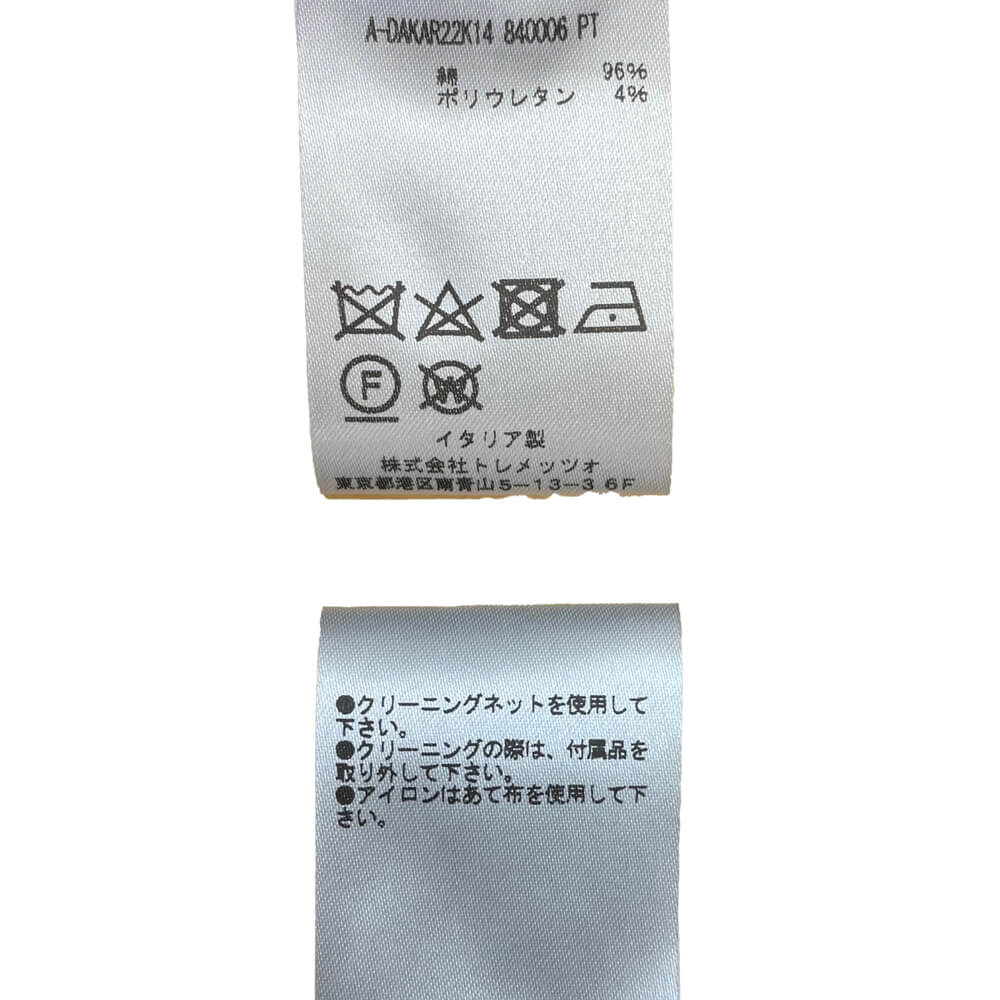 A-DAKAR22K14 840006 PT
綿 96%
ポリウレタン 4%
F
W
イタリア製
株式会社トレメッツォ
東京都港区南青山5-13-3 6F
●クリーニングネットを使用して
下さい。
●クリーニングの際は、付属品を
取り外して下さい。
●アイロンはあて布を使用して下
さい。